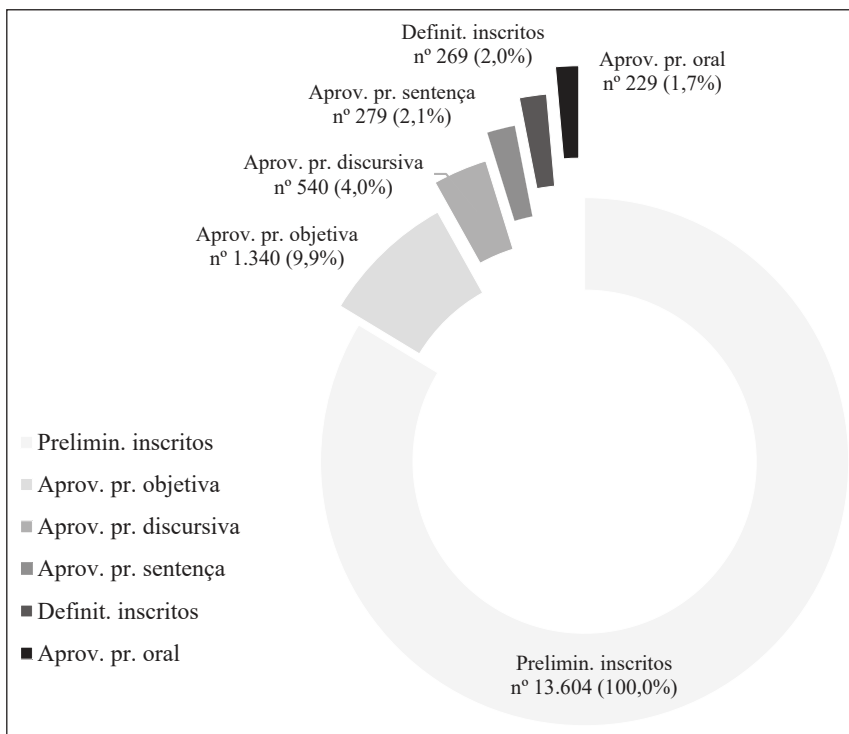 Definit. inscritos
nº 269 (2,0%)
Aprov. pr. oral
nº 229 (1,7%)
Aprov. pr. sentença
nº 279 (2,1%)
Aprov. pr. discursiva
nº 540 (4,0%)
Aprov. pr. objetiva
nº 1.340 (9,9%)
Prelimin. inscritos
Aprov. pr. objetiva
Aprov. pr. discursiva
Aprov. pr. sentença
Definit. inscritos
Aprov. pr. oral
Prelimin. inscritos
nº 13.604 (100,0%)